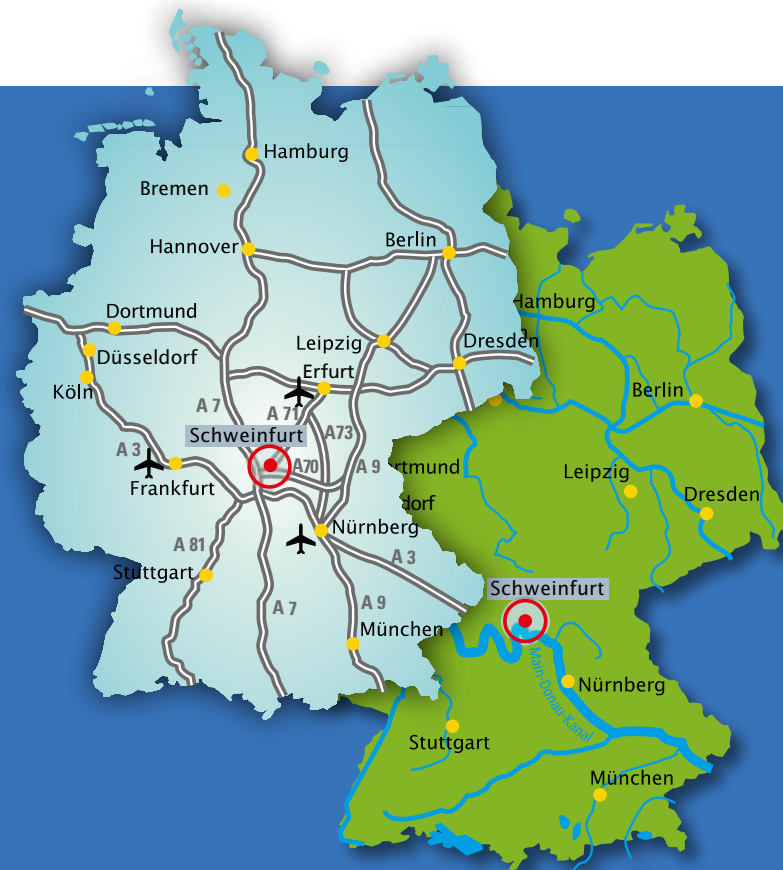 Hamburg
Bremen
Hannover
Berlin
Dortmund
Düsseldorf
Köln
Leipzig
Dresden
Erfurt
A 7
A 71
A73
Schweinfurt
A 3
A70
A 9
Frankfurt
Nürnberg
A 81
A 3
Stuttgart
A 7
A 9
München
Hamburg
Berlin
rtmund
dorf
Leipzig
Dresden
Schweinfurt
Main-Donau-Kanal
Nürnberg
Stuttgart
München